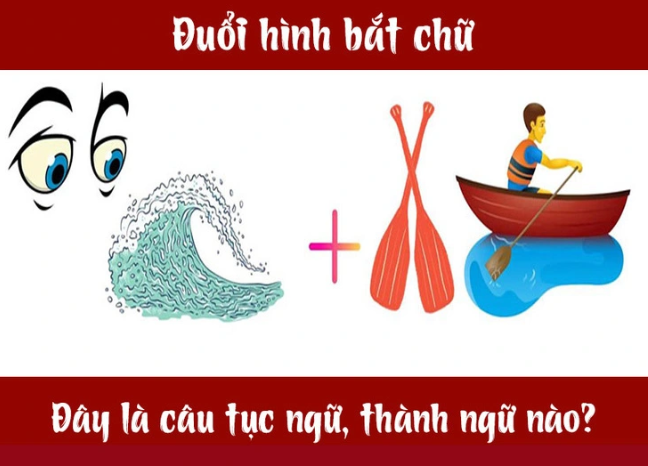 Đuổi hình bắt chữ
Đây là câu tục ngữ, thành ngữ nào?